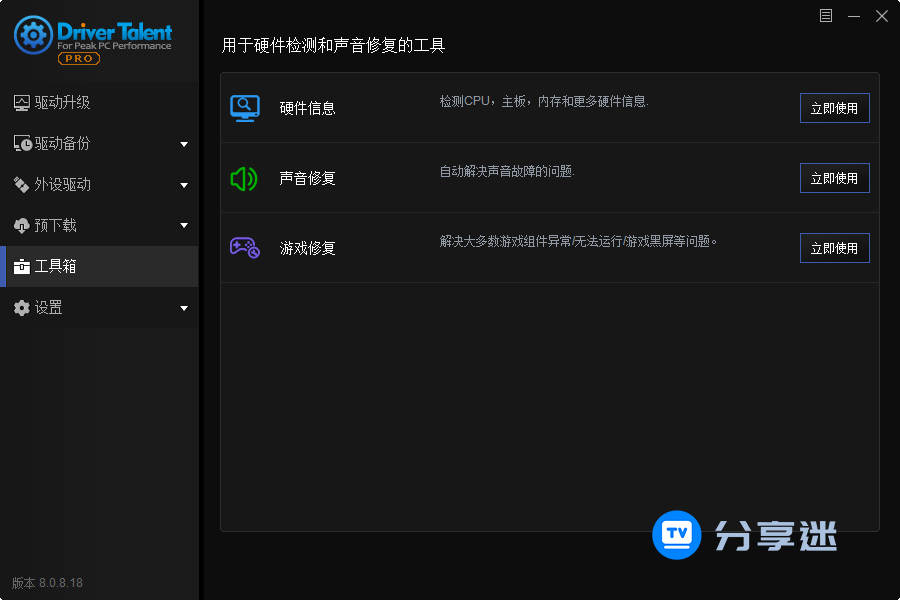 Driver Talent
For Peak PC Performance
PRO
驱动升级
驱动备份
外设驱动
预下载
工具箱
设置
版本 8.0.8.18
用于硬件检测和声音修复的工具
硬件信息
检测CPU，主板，内存和更多硬件信息.
立即使用
声音修复
自动解决声音故障的问题.
立即使用
游戏修复
解决大多数游戏组件异常/无法运行/游戏黑屏等问题。
立即使用
TV
分享迷